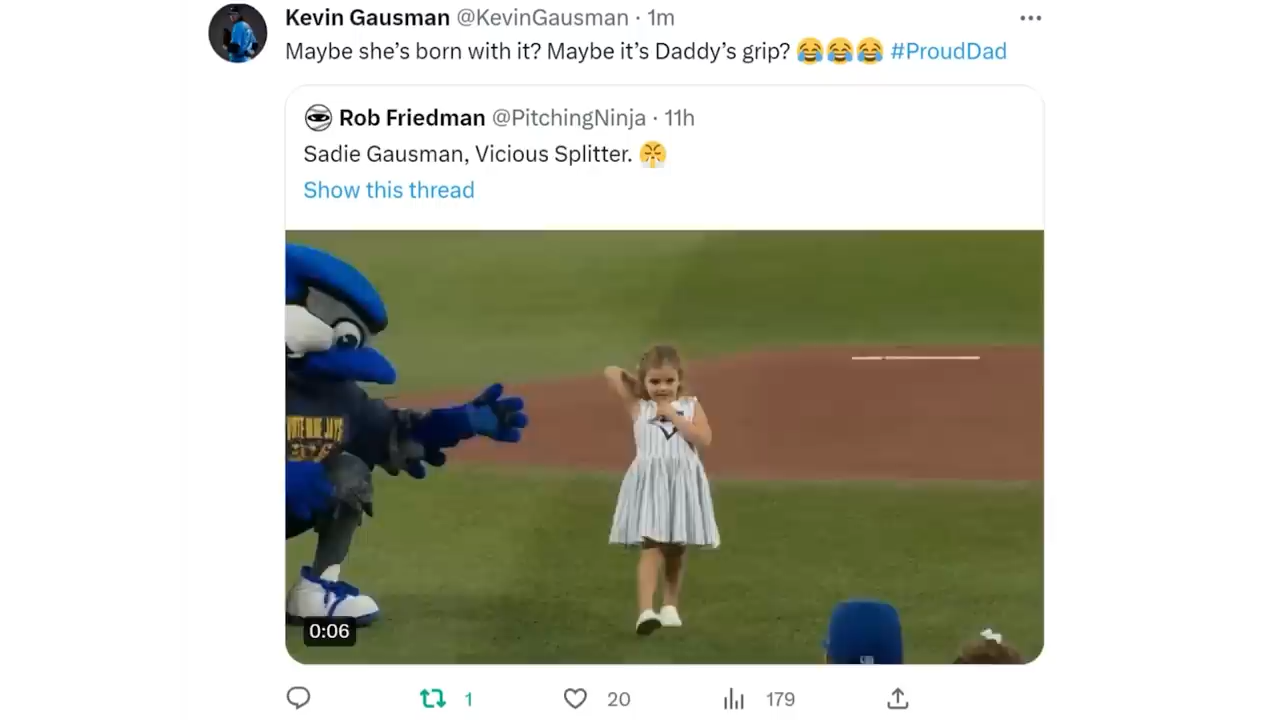 Kevin Gausman @KevinGausman · 1m
Maybe she's born with it? Maybe it's Daddy's grip? 😂😂😂 #ProudDad
Rob Friedman @PitchingNinja · 11h
Sadie Gausman, Vicious Splitter. 😤
Show this thread
0:06
1 20 179